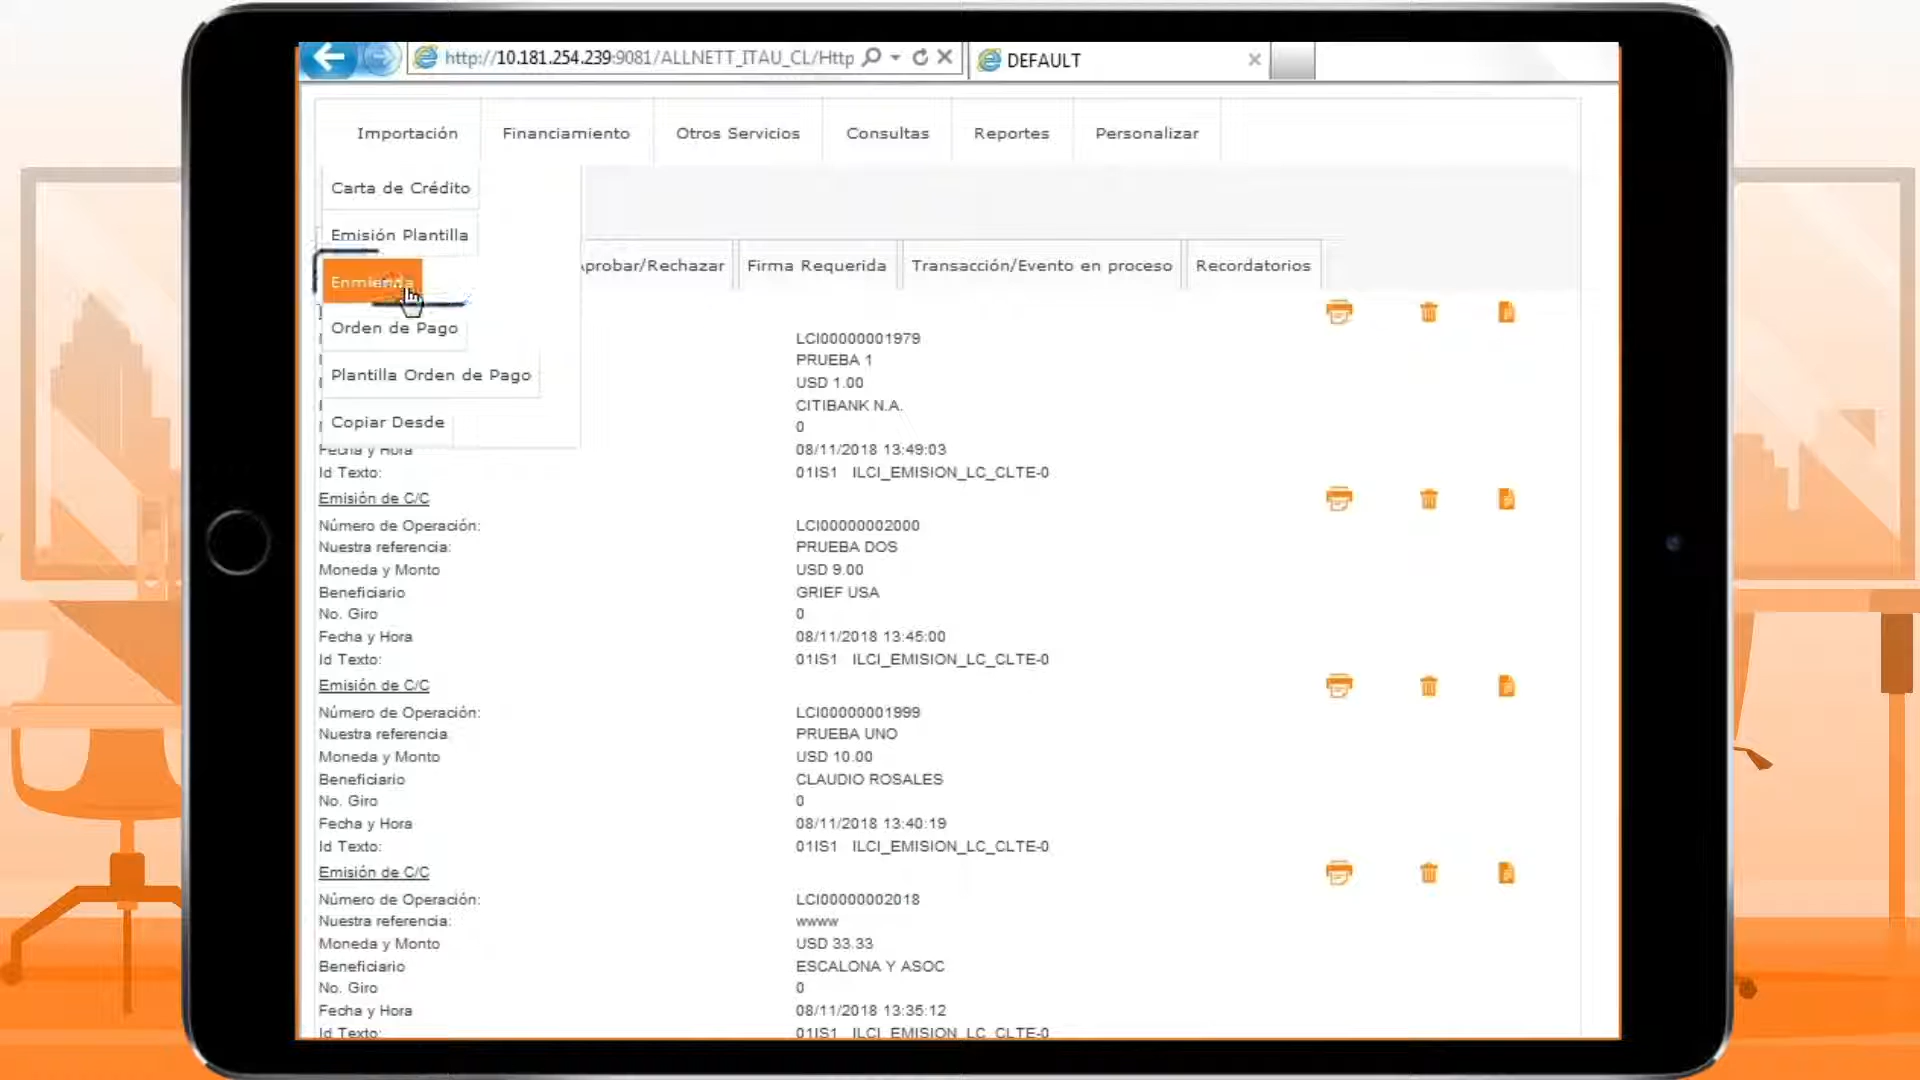 http://10.181.254.239:9081/ALLNETT_ITAU_CL/Http
DEFAULT
Importación
Financiamiento
Otros Servicios
Consultas
Reportes
Personalizar
Carta de Crédito
Emisión Plantilla
Enmienda
Aprobar/Rechazar
Firma Requerida
Transacción/Evento en proceso
Recordatorios
Orden de Pago
Plantilla Orden de Pago
Copiar Desde
LCI00000001979
PRUEBA 1
USD 1.00
CITIBANK N.A.
0
Fecha y Hora 08/11/2018 13:49:03
Id Texto: 01IS1 ILCI_EMISION_LC_CLTE-0
Emisión de C/C
Número de Operación: LCI00000002000
Nuestra referencia: PRUEBA DOS
Moneda y Monto USD 9.00
Beneficiario GRIEF USA
No. Giro 0
Fecha y Hora 08/11/2018 13:45:00
Id Texto: 01IS1 ILCI_EMISION_LC_CLTE-0
Emisión de C/C
Número de Operación: LCI00000001999
Nuestra referencia PRUEBA UNO
Moneda y Monto USD 10.00
Beneficiario CLAUDIO ROSALES
No. Giro 0
Fecha y Hora 08/11/2018 13:40:19
Id Texto: 01IS1 ILCI_EMISION_LC_CLTE-0
Emisión de C/C
Número de Operación: LCI00000002018
Nuestra referencia: wwww
Moneda y Monto USD 33.33
Beneficiario ESCALONA Y ASOC
No. Giro 0
Fecha y Hora 08/11/2018 13:35:12
Id Texto: 01IS1 ILCI_EMISION_LC_CLTE-0